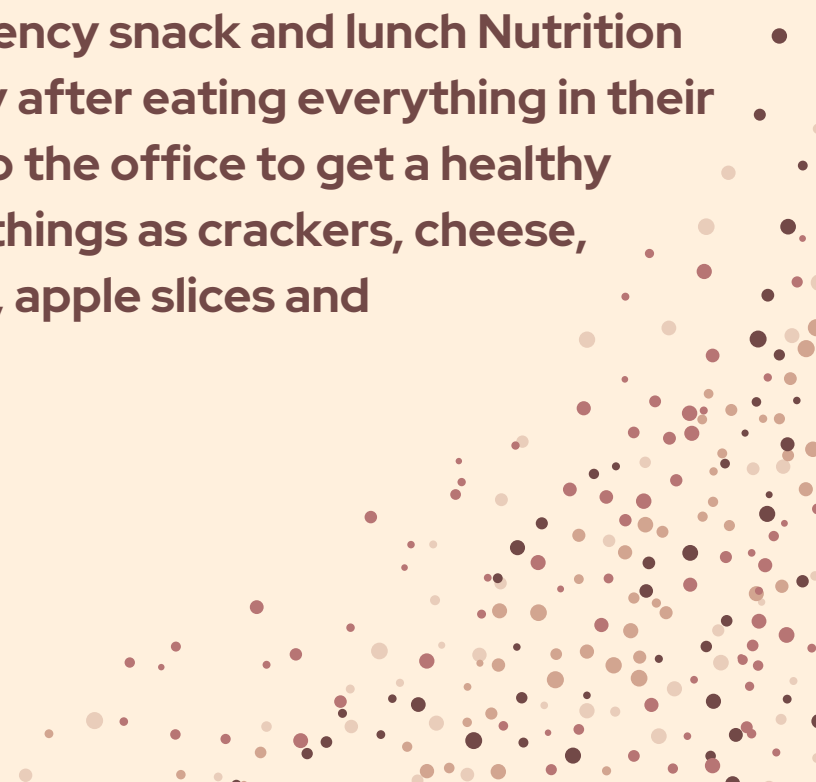 ency snack and lunch Nutrition
after eating everything in their
the office to get a healthy
things as crackers, cheese,
, apple slices and